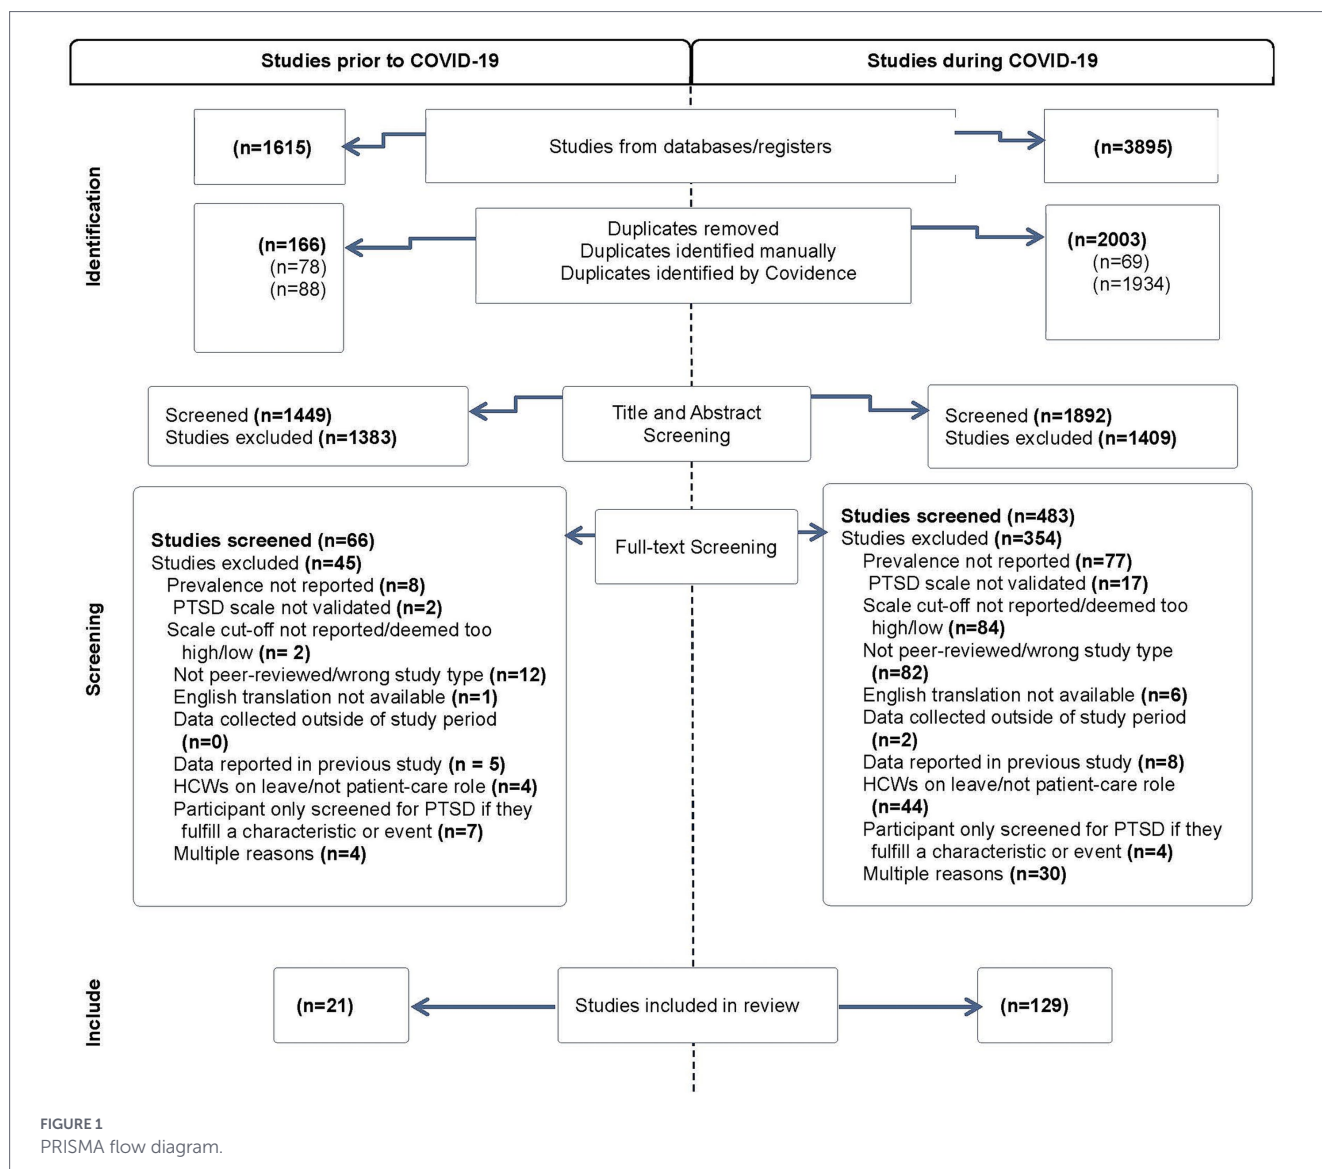 Studies prior to COVID-19
Studies during COVID-19
Identification
(n=1615)
Studies from databases/registers
(n=3895)
(n=166)
(n=78)
(n=88)
Duplicates removed
Duplicates identified manually
Duplicates identified by Covidence
(n=2003)
(n=69)
(n=1934)
Screening
Screened (n=1449)
Studies excluded (n=1383)
Title and Abstract
Screening
Screened (n=1892)
Studies excluded (n=1409)
Studies screened (n=66)
Studies excluded (n=45)
Prevalence not reported (n=8)
PTSD scale not validated (n=2)
Scale cut-off not reported/deemed too
high/low (n= 2)
Not peer-reviewed/wrong study type (n=12)
English translation not available (n=1)
Data collected outside of study period
(n=0)
Data reported in previous study (n = 5)
HCWs on leave/not patient-care role (n=4)
Participant only screened for PTSD if they
fulfill a characteristic or event (n=7)
Multiple reasons (n=4)
Full-text Screening
Studies screened (n=483)
Studies excluded (n=354)
Prevalence not reported (n=77)
PTSD scale not validated (n=17)
Scale cut-off not reported/deemed too
high/low (n=84)
Not peer-reviewed/wrong study type
(n=82)
English translation not available (n=6)
Data collected outside of study period
(n=2)
Data reported in previous study (n=8)
HCWs on leave/not patient-care role
(n=44)
Participant only screened for PTSD if they
fulfill a characteristic or event (n=4)
Multiple reasons (n=30)
Include
(n=21)
Studies included in review
(n=129)
FIGURE 1
PRISMA flow diagram.